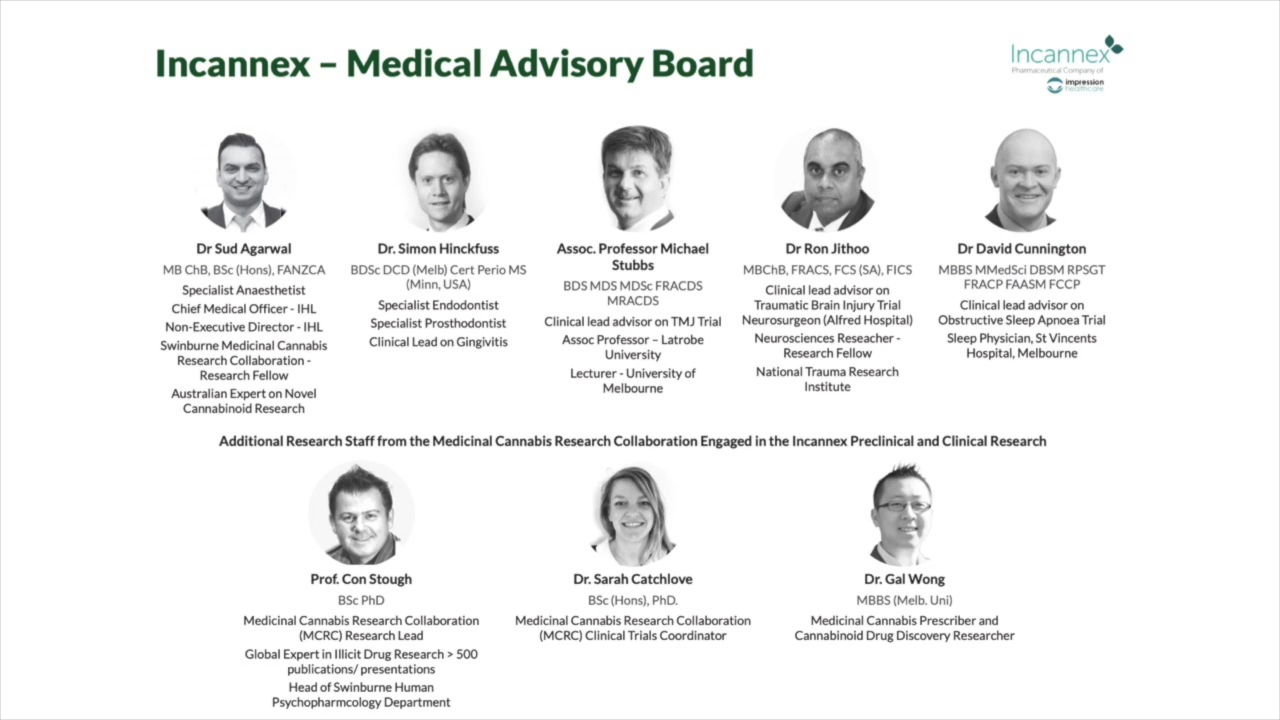 Incannex – Medical Advisory Board
Incannex
Pharmaceutical Company of
impression
healthcare
Dr Sud Agarwal
MB ChB, BSc (Hons), FANZCA
Specialist Anaesthetist
Chief Medical Officer - IHL
Non-Executive Director - IHL
Swinburne Medicinal Cannabis
Research Collaboration -
Research Fellow
Australian Expert on Novel
Cannabinoid Research
Dr. Simon Hinckfuss
BDSc DCD (Melb) Cert Perio MS
(Minn, USA)
Specialist Endodontist
Specialist Prosthodontist
Clinical Lead on Gingivitis
Assoc. Professor Michael
Stubbs
BDS MDS MDSc FRACDS
MRACDS
Clinical lead advisor on TMJ Trial
Assoc Professor – Latrobe
University
Lecturer - University of
Melbourne
Dr Ron Jithoo
MBChB, FRACS, FCS (SA), FICS
Clinical lead advisor on
Traumatic Brain Injury Trial
Neurosurgeon (Alfred Hospital)
Neurosciences Reseacher -
Research Fellow
National Trauma Research
Institute
Dr David Cunnington
MBBS MMedSci DBSM RPSGT
FRACP FAASM FCCP
Clinical lead advisor on
Obstructive Sleep Apnoea Trial
Sleep Physician, St Vincents
Hospital, Melbourne
Additional Research Staff from the Medicinal Cannabis Research Collaboration Engaged in the Incannex Preclinical and Clinical Research
Prof. Con Stough
BSc PhD
Medicinal Cannabis Research Collaboration
(MCRC) Research Lead
Global Expert in Illicit Drug Research > 500
publications/ presentations
Head of Swinburne Human
Psychopharmcology Department
Dr. Sarah Catchlove
BSc (Hons), PhD.
Medicinal Cannabis Research Collaboration
(MCRC) Clinical Trials Coordinator
Dr. Gal Wong
MBBS (Melb. Uni)
Medicinal Cannabis Prescriber and
Cannabinoid Drug Discovery Researcher